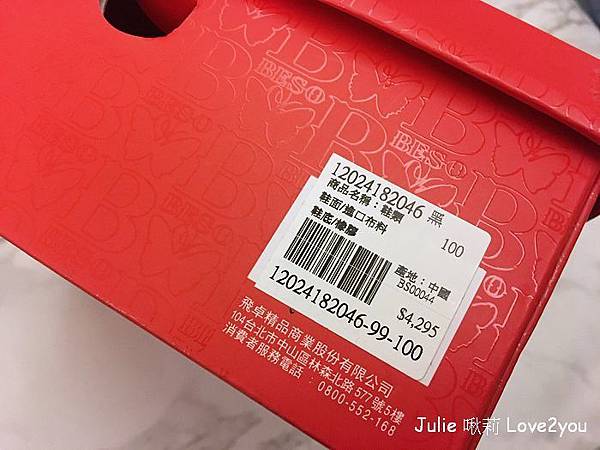 BESO
BESO
BESO
12024182046 黑
商品名稱：鞋類
100
鞋面/進口布料
鞋底/橡膠
產地：中國
BS00044
$4,295
12024182046-99-100
飛卓精品商業股份有限公司
104台北市中山區林森北路577號5樓
消費者服務電話：0800-552-168
Julie 啾莉 Love2you